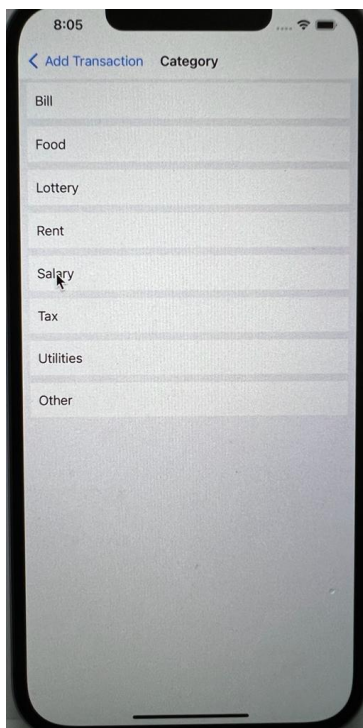 8:05
Add Transaction Category
Bill
Food
Lottery
Rent
Salary
Tax
Utilities
Other